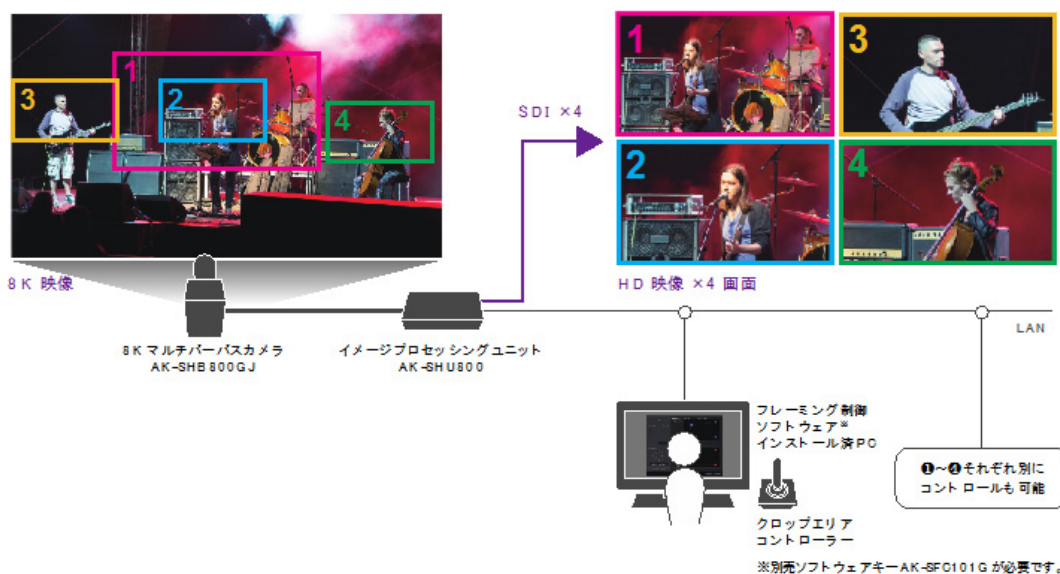 1
2
3
4
8K 映像
SDI ×4
1
3
2
4
HD 映像 ×4 画面
8Kマルチパーパスカメラ
AK-SHB800GJ
イメージプロセッシングユニット
AK-SHU800
LAN
フレーミング制御
ソフトウェア※
インストール済PC
クロップエリア
コントローラー
❶～❹それぞれ別に
コントロールも可能
※別売ソフトウェアキーAK-SFC101Gが必要です。